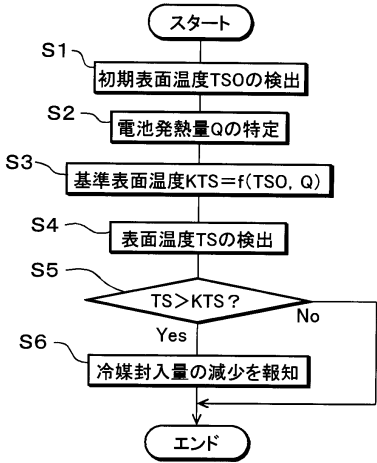 スタート
S1
初期表面温度TSOの検出
S2
電池発熱量Qの特定
S3
基準表面温度KTS=f(TSO, Q)
S4
表面温度TSの検出
S5
TS>KTS?
Yes
No
S6
冷媒封入量の減少を報知
エンド